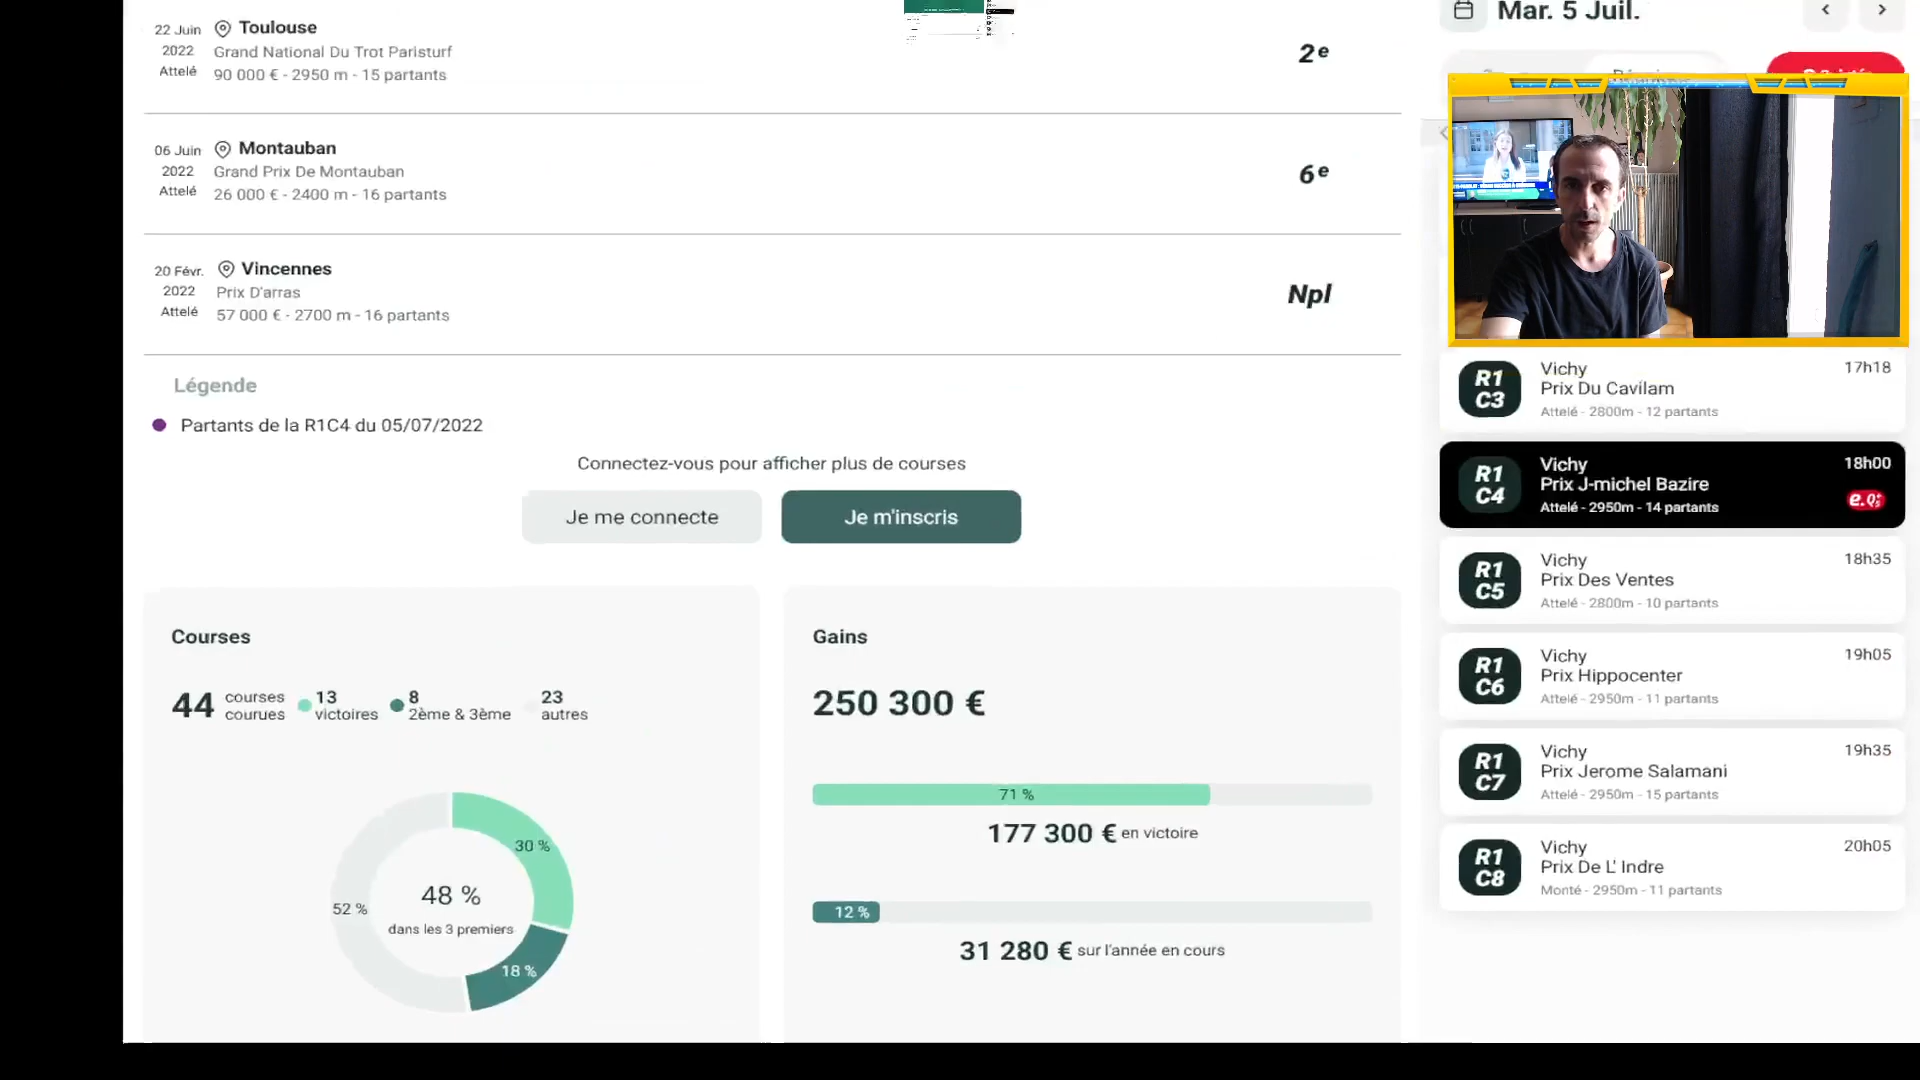 22 Juin
2022
Attelé
Toulouse
Grand National Du Trot Paristurf
90 000 € - 2950 m - 15 partants
2e
06 Juin
2022
Attelé
Montauban
Grand Prix De Montauban
26 000 € - 2400 m - 16 partants
6e
20 Févr.
2022
Attelé
Vincennes
Prix D'arras
57 000 € - 2700 m - 16 partants
Npl
Légende
Partants de la R1C4 du 05/07/2022
Connectez-vous pour afficher plus de courses
Je me connecte
Je m'inscris
Courses
44 courses courues
13 victoires
8 2ème & 3ème
23 autres
30 %
48 %
dans les 3 premiers
52 %
18 %
Gains
250 300 €
71 %
177 300 € en victoire
12 %
31 280 € sur l'année en cours
Mar. 5 Juil.
R1 C3
Vichy
17h18
Prix Du Cavilam
Attelé - 2800m - 12 partants
R1 C4
Vichy
18h00
Prix J-michel Bazire
Attelé - 2950m - 14 partants
R1 C5
Vichy
18h35
Prix Des Ventes
Attelé - 2800m - 10 partants
R1 C6
Vichy
19h05
Prix Hippocenter
Attelé - 2950m - 11 partants
R1 C7
Vichy
19h35
Prix Jerome Salamani
Attelé - 2950m - 15 partants
R1 C8
Vichy
20h05
Prix De L' Indre
Monté - 2950m - 11 partants